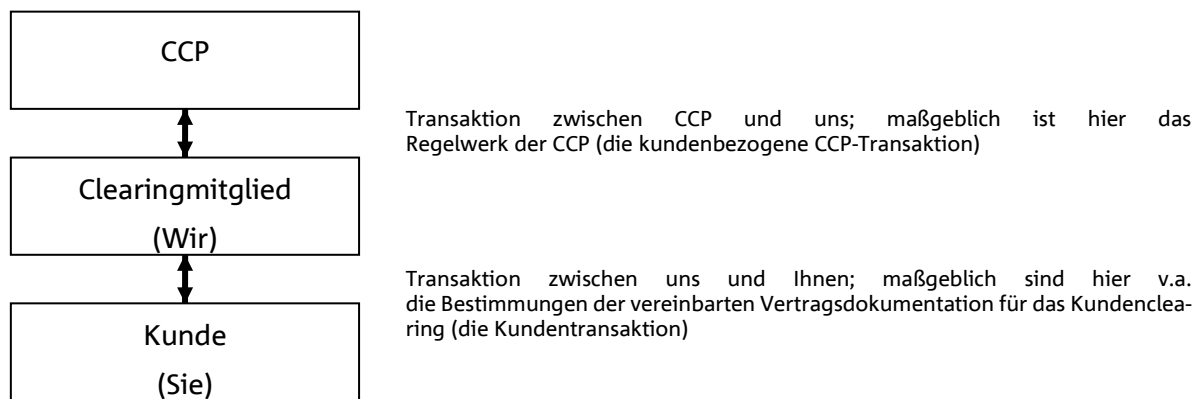 CCP
Transaktion zwischen CCP und uns; maßgeblich ist hier das
Regelwerk der CCP (die kundenbezogene CCP-Transaktion)
Clearingmitglied
(Wir)
Transaktion zwischen uns und Ihnen; maßgeblich sind hier v.a.
die Bestimmungen der vereinbarten Vertragsdokumentation für das Kundenclea-
ring (die Kundentransaktion)
Kunde
(Sie)